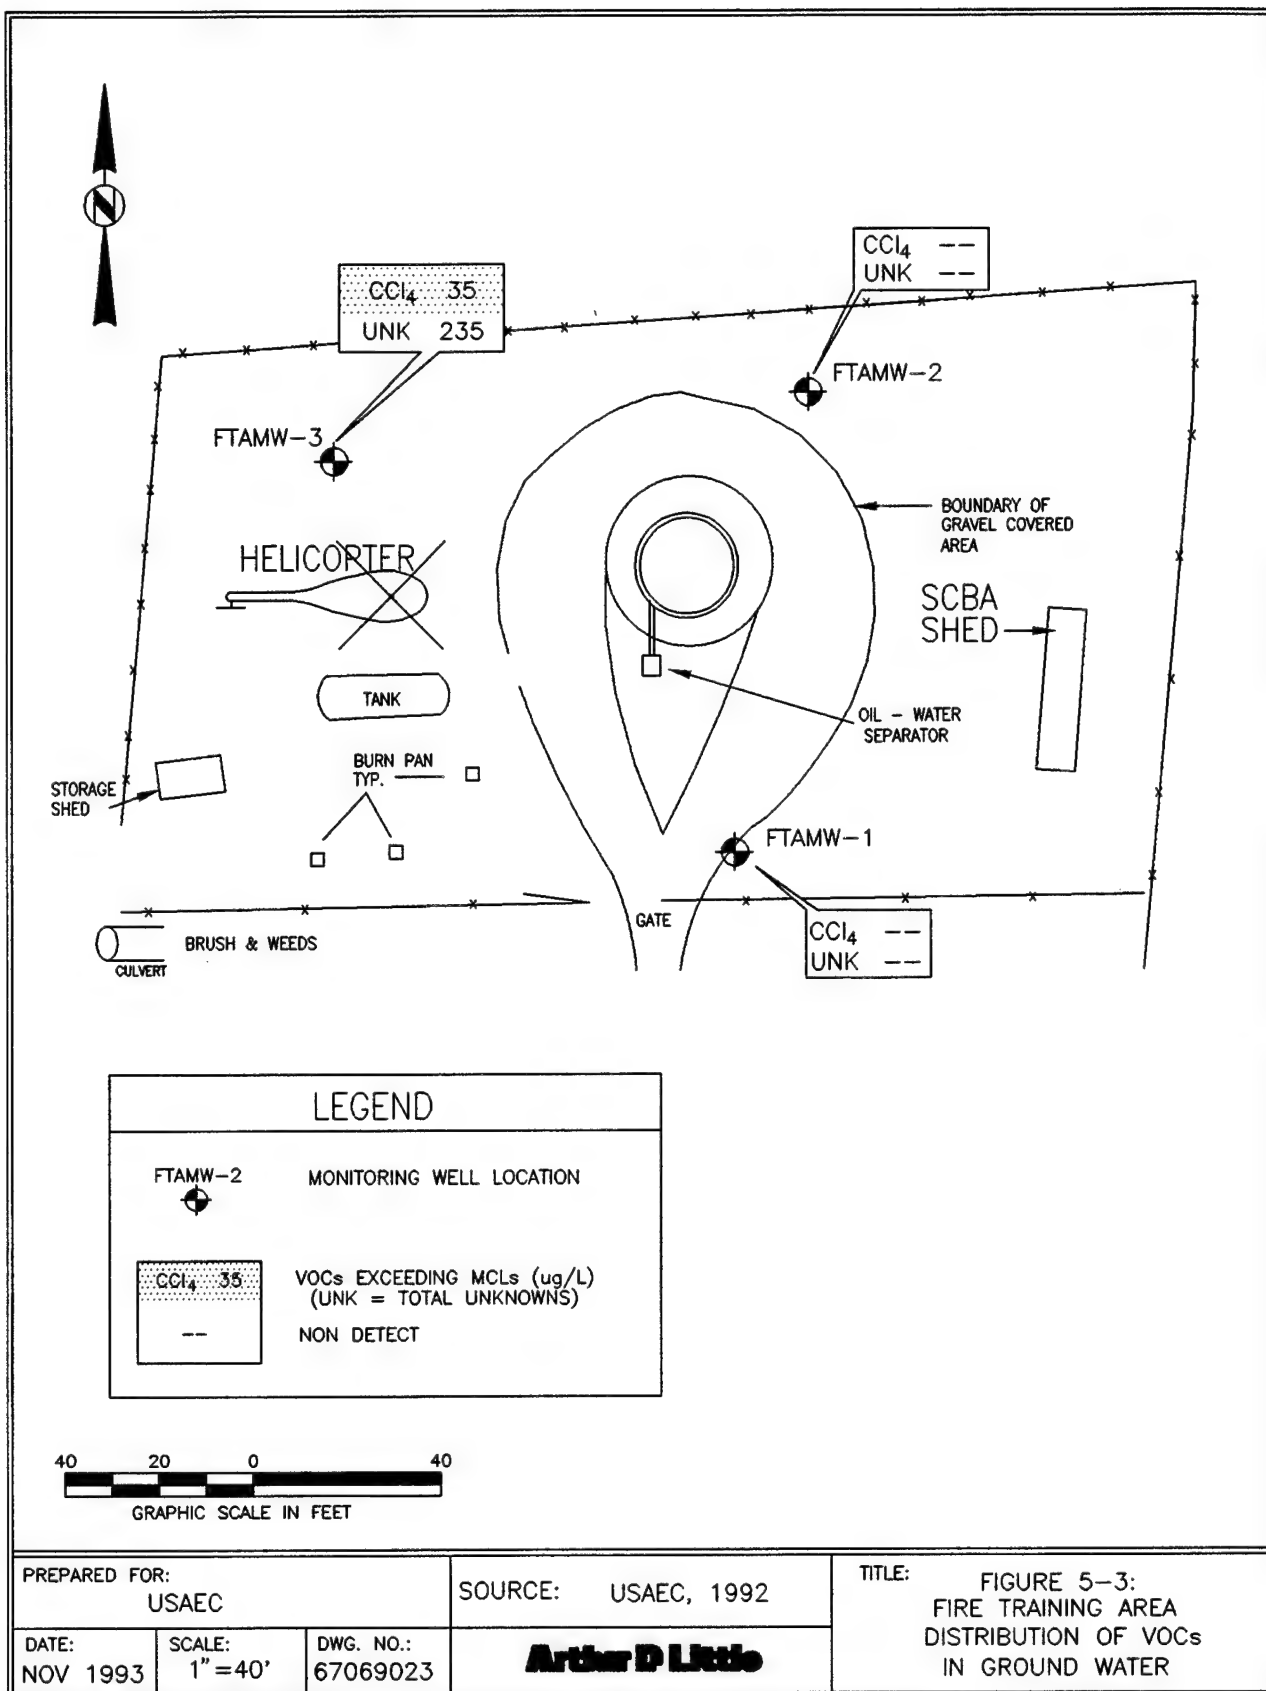 N
CCl4 --
UNK --
CCl4 35
UNK 235
FTAMW-2
FTAMW-3
BOUNDARY OF
GRAVEL COVERED
AREA
HELICOPTER
SCBA
SHED
TANK
OIL - WATER
SEPARATOR
BURN PAN
TYP.
STORAGE
SHED
FTAMW-1
GATE
CCl4 --
UNK --
BRUSH & WEEDS
CULVERT
LEGEND
FTAMW-2 MONITORING WELL LOCATION
CCl4 35 VOCs EXCEEDING MCLs (ug/L)
(UNK = TOTAL UNKNOWNS)
-- NON DETECT
40 20 0 40
GRAPHIC SCALE IN FEET
PREPARED FOR:
USAEC
SOURCE: USAEC, 1992
TITLE: FIGURE 5-3:
FIRE TRAINING AREA
DISTRIBUTION OF VOCs
IN GROUND WATER
DATE:
NOV 1993
SCALE:
1"=40'
DWG. NO.:
67069023
Arthur D Little